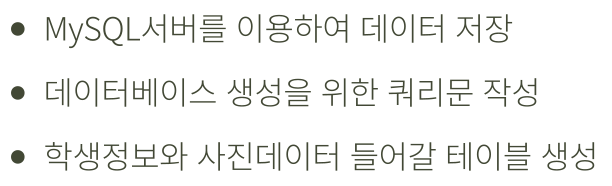 ● MySQL서버를 이용하여 데이터 저장
● 데이터베이스 생성을 위한 쿼리문 작성
● 학생정보와 사진데이터 들어갈 테이블 생성